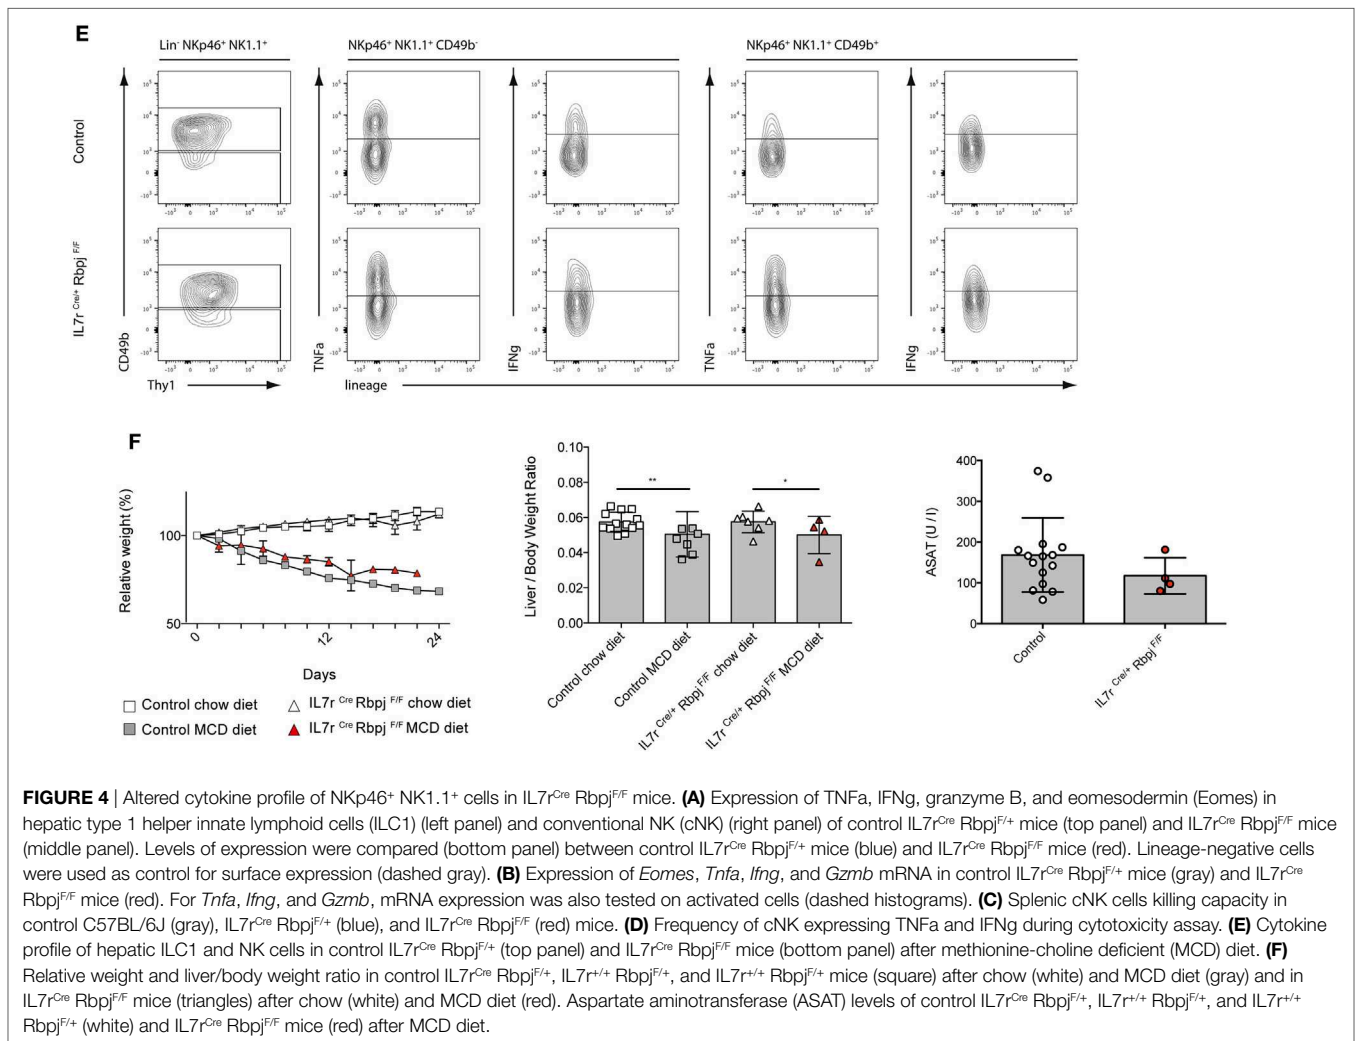 E
Lin⁻ NKp46⁺ NK1.1⁺
NKp46⁺ NK1.1⁺ CD49b⁻
NKp46⁺ NK1.1⁺ CD49b⁺
Control
IL7r Cre/+ Rbpj F/F
CD49b
TNFa
IFNg
TNFa
IFNg
Thy1
lineage
F
Relative weight (%)
100
50
0
12
24
Days
Control chow diet
IL7r Cre Rbpj F/F chow diet
Control MCD diet
IL7r Cre Rbpj F/F MCD diet
Liver / Body Weight Ratio
0.10
0.08
0.06
0.04
0.02
0.00
**
*
Control chow diet
Control MCD diet
IL7r Cre/+ Rbpj F/F chow diet
IL7r Cre/+ Rbpj F/F MCD diet
ASAT (U / l)
400
300
200
100
0
Control
IL7r Cre/+ Rbpj F/F
FIGURE 4 | Altered cytokine profile of NKp46⁺ NK1.1⁺ cells in IL7rCre RbpjF/F mice. (A) Expression of TNFa, IFNg, granzyme B, and eomesodermin (Eomes) in
hepatic type 1 helper innate lymphoid cells (ILC1) (left panel) and conventional NK (cNK) (right panel) of control IL7rCre RbpjF/+ mice (top panel) and IL7rCre RbpjF/F mice
(middle panel). Levels of expression were compared (bottom panel) between control IL7rCre RbpjF/+ mice (blue) and IL7rCre RbpjF/F mice (red). Lineage-negative cells
were used as control for surface expression (dashed gray). (B) Expression of Eomes, Tnfa, Ifng, and Gzmb mRNA in control IL7rCre RbpjF/+ mice (gray) and IL7rCre
RbpjF/F mice (red). For Tnfa, Ifng, and Gzmb, mRNA expression was also tested on activated cells (dashed histograms). (C) Splenic cNK cells killing capacity in
control C57BL/6J (gray), IL7rCre RbpjF/+ (blue), and IL7rCre RbpjF/F (red) mice. (D) Frequency of cNK expressing TNFa and IFNg during cytotoxicity assay. (E) Cytokine
profile of hepatic ILC1 and NK cells in control IL7rCre RbpjF/+ (top panel) and IL7rCre RbpjF/F mice (bottom panel) after methionine-choline deficient (MCD) diet. (F)
Relative weight and liver/body weight ratio in control IL7rCre RbpjF/+, IL7r+/+ RbpjF/+, and IL7r+/+ RbpjF/+ mice (square) after chow (white) and MCD diet (gray) and in
IL7rCre RbpjF/F mice (triangles) after chow (white) and MCD diet (red). Aspartate aminotransferase (ASAT) levels of control IL7rCre RbpjF/+, IL7r+/+ RbpjF/+, and IL7r+/+
RbpjF/+ (white) and IL7rCre RbpjF/F mice (red) after MCD diet.